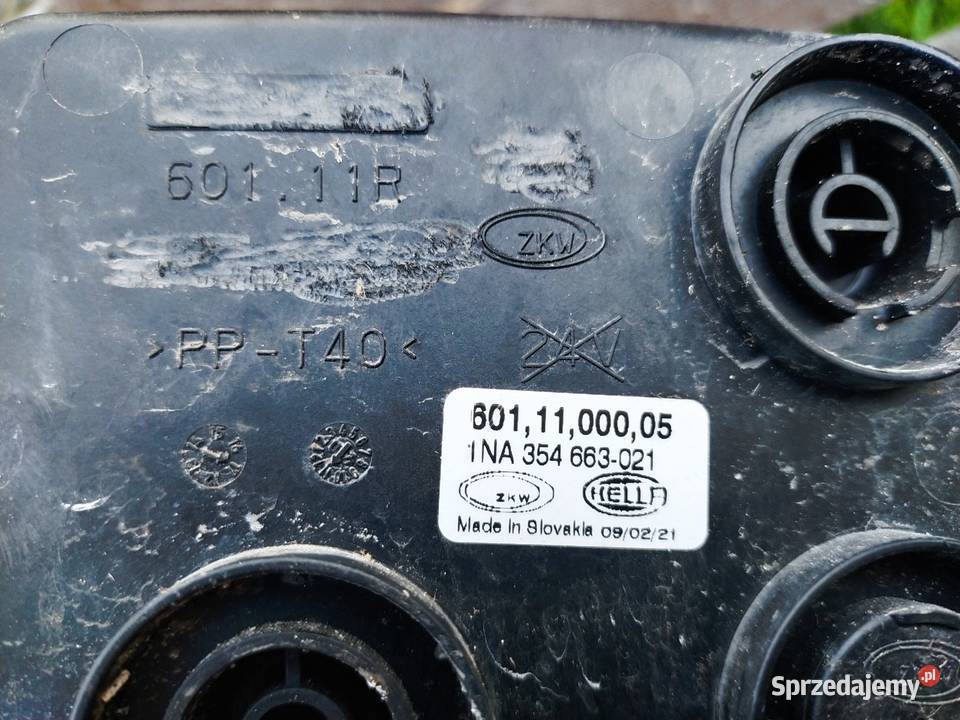 601.11R
ZKW
>PP-T40<
24V
601,11,000,05
1NA 354 663-021
ZKW HELLA
Made in Slovakia 09/02/21
Sprzedajemy.pl